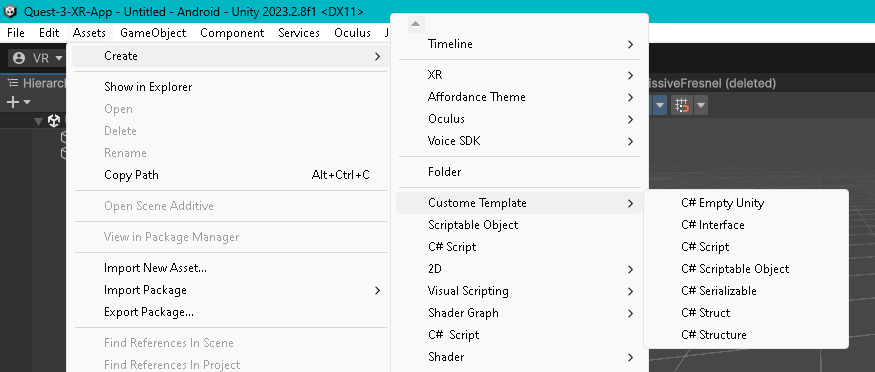 Quest-3-XR-App - Untitled - Android - Unity 2023.2.8f1 <DX11>
File Edit Assets GameObject Component Services Oculus J
VR
Hierarc
issiveFresnel (deleted)
Create
Show in Explorer
Open
Delete
Rename
Copy Path Alt+Ctrl+C
Open Scene Additive
View in Package Manager
Import New Asset...
Import Package
Export Package...
Find References In Scene
Find References In Project
Timeline
XR
Affordance Theme
Oculus
Voice SDK
Folder
Custome Template
Scriptable Object
C# Script
2D
Visual Scripting
Shader Graph
C# Script
Shader
C# Empty Unity
C# Interface
C# Script
C# Scriptable Object
C# Serializable
C# Struct
C# Structure